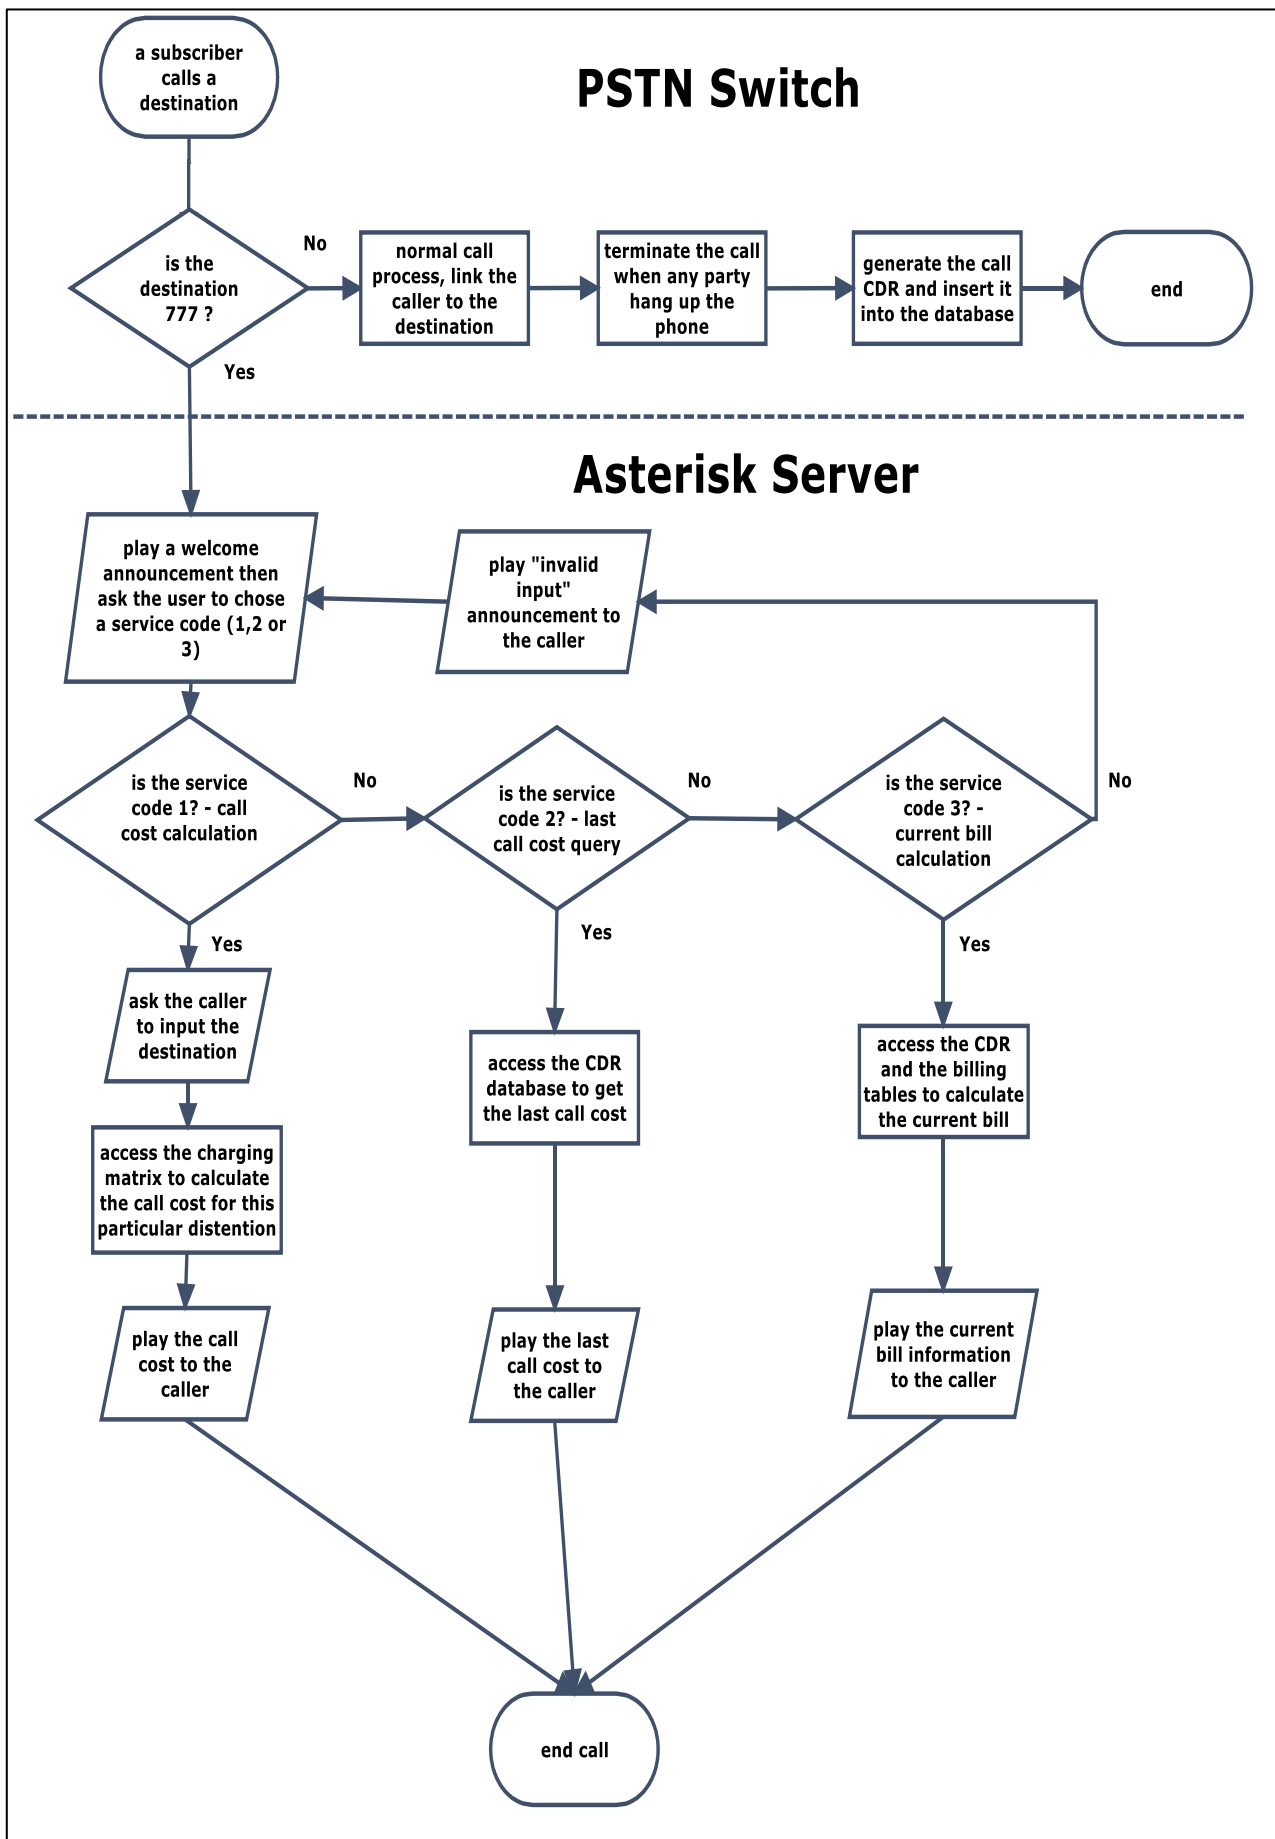 a subscriber
calls a
destination
PSTN Switch
is the
destination
777 ?
No
Yes
normal call
process, link the
caller to the
destination
terminate the call
when any party
hang up the
phone
generate the call
CDR and insert it
into the database
end
Asterisk Server
play a welcome
announcement then
ask the user to chose
a service code (1,2 or
3)
play "invalid
input"
announcement to
the caller
is the service
code 1? - call
cost calculation
No
is the service
code 2? - last
call cost query
No
is the service
code 3? -
current bill
calculation
No
Yes
Yes
Yes
ask the caller
to input the
destination
access the charging
matrix to calculate
the call cost for this
particular distention
play the call
cost to the
caller
access the CDR
database to get
the last call cost
play the last
call cost to
the caller
access the CDR
and the billing
tables to calculate
the current bill
play the current
bill information
to the caller
end call